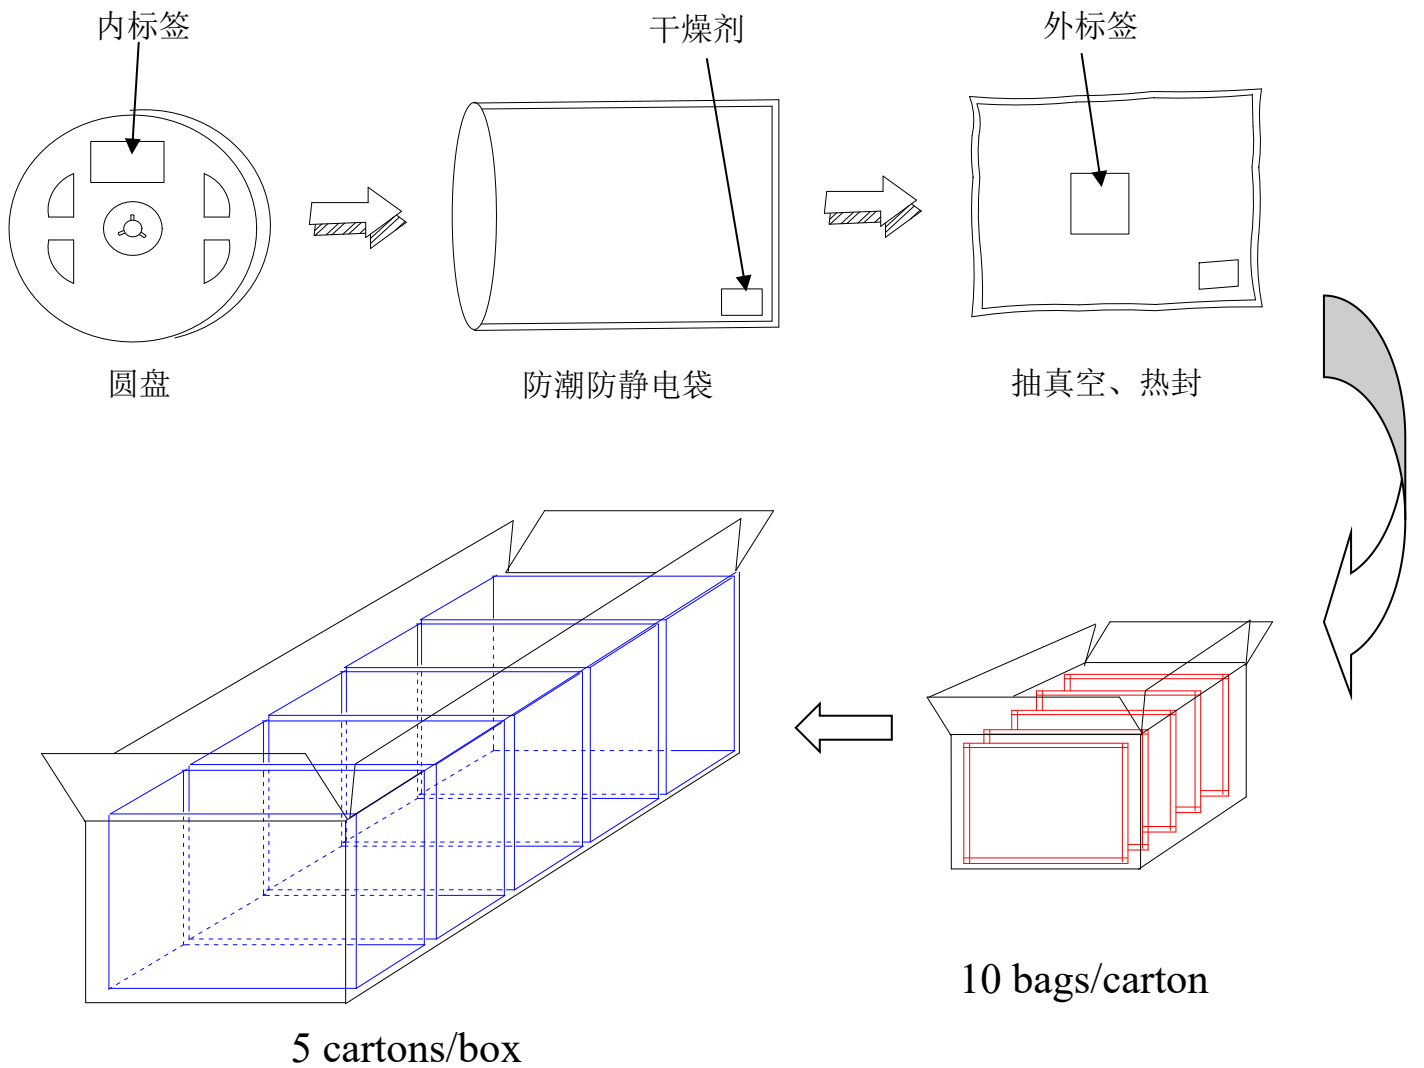 内标签
干燥剂
外标签
圆盘
防潮防静电袋
抽真空、热封
10 bags/carton
5 cartons/box